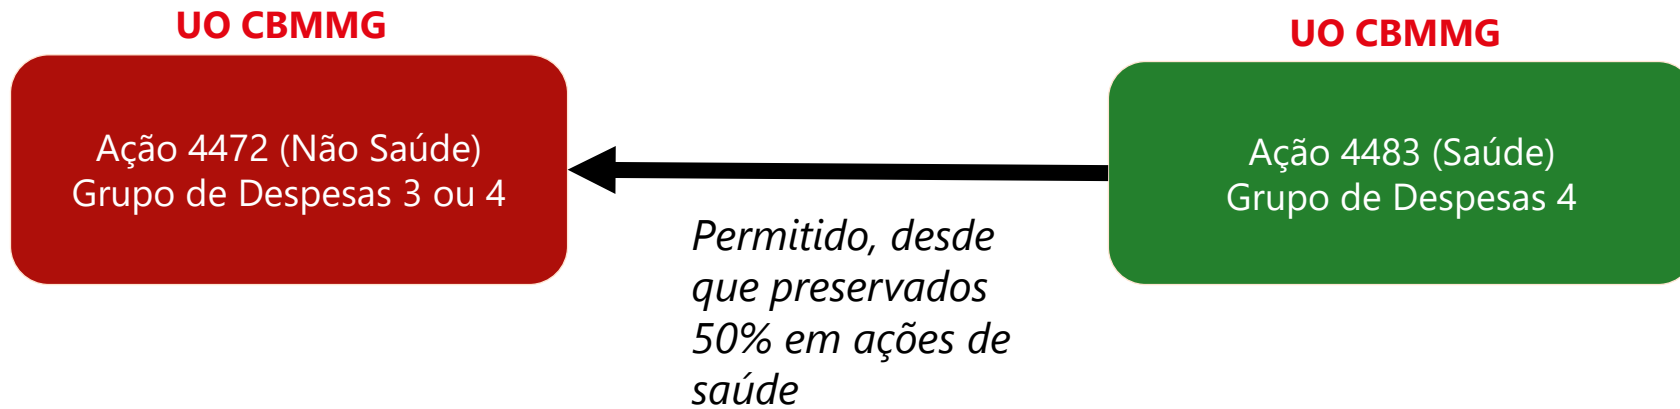 UO CBMMG
Ação 4472 (Não Saúde)
Grupo de Despesas 3 ou 4
Permitido, desde
que preservados
50% em ações de
saúde
UO CBMMG
Ação 4483 (Saúde)
Grupo de Despesas 4